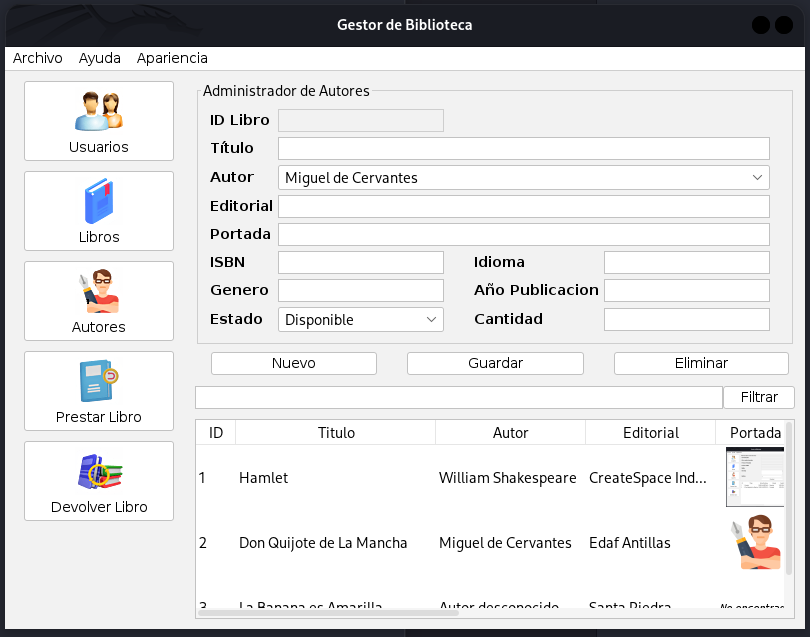 Gestor de Biblioteca
Archivo Ayuda Apariencia
Usuarios
Libros
Autores
Prestar Libro
Devolver Libro
Administrador de Autores
ID Libro
Título
Autor Miguel de Cervantes
Editorial
Portada
ISBN Idioma
Genero Año Publicacion
Estado Disponible Cantidad
Nuevo Guardar Eliminar
Filtrar
ID Titulo Autor Editorial Portada
1 Hamlet William Shakespeare CreateSpace Ind...
2 Don Quijote de La Mancha Miguel de Cervantes Edaf Antillas
3 La Banana es Amarilla Autor desconocido Santa Piedra No encontrad